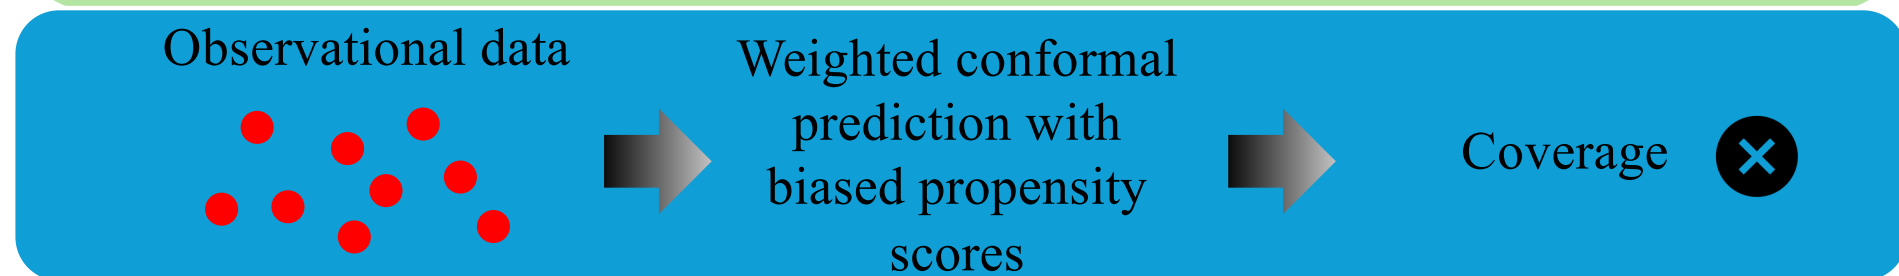 Observational data
Weighted conformal
prediction with
biased propensity
scores
Coverage